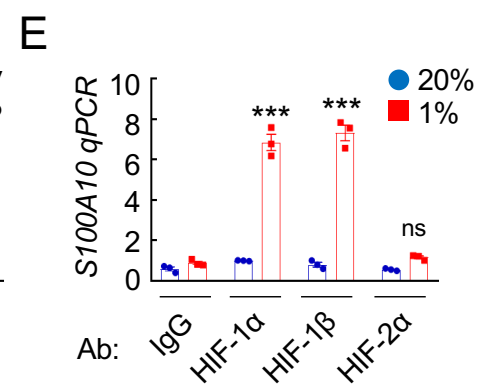 E
S100A10 qPCR
10
8
6
4
2
0
20%
1%
***
***
ns
Ab:
IgG
HIF-1α
HIF-1β
HIF-2α